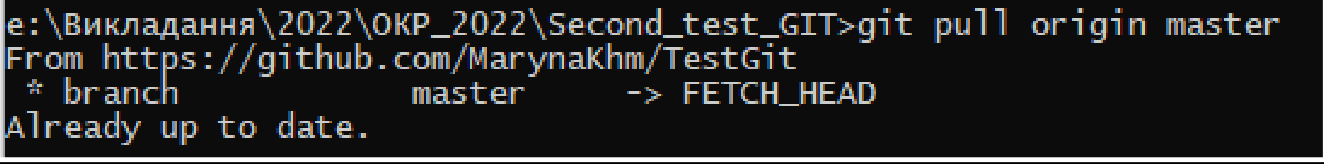 e:\Викладання\2022\ОКР_2022\Second_test_GIT>git pull origin master
From https://github.com/MarynaKhm/TestGit
 * branch            master     -> FETCH_HEAD
Already up to date.